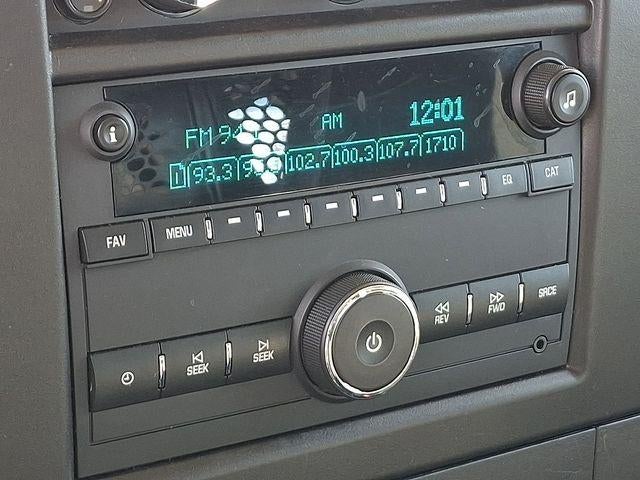 FM AM 12:01
1 93.3 102.7 100.3 107.7 1710
i
FAV MENU EQ CAT
SEEK SEEK REV FWD SRCE